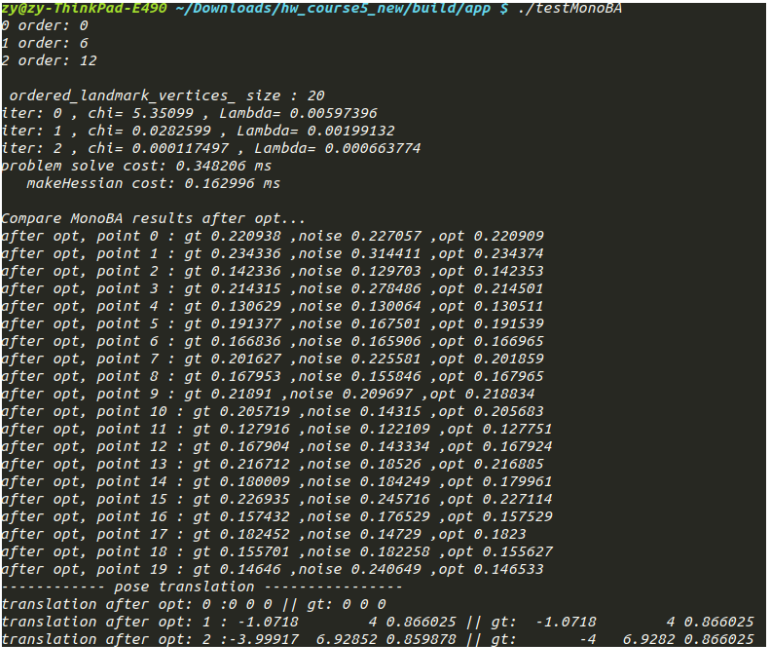 zy@zy-ThinkPad-E490 ~/Downloads/hw_course5_new/build/app $ ./testMonoBA
0 order: 0
1 order: 6
2 order: 12
ordered_landmark_vertices_ size : 20
iter: 0 , chi= 5.35099 , Lambda= 0.00597396
iter: 1 , chi= 0.0282599 , Lambda= 0.00199132
iter: 2 , chi= 0.000117497 , Lambda= 0.000663774
problem solve cost: 0.348206 ms
makeHessian cost: 0.162996 ms
Compare MonoBA results after opt...
after opt, point 0 : gt 0.220938 ,noise 0.227057 ,opt 0.220909
after opt, point 1 : gt 0.234336 ,noise 0.314411 ,opt 0.234374
after opt, point 2 : gt 0.142336 ,noise 0.129703 ,opt 0.142353
after opt, point 3 : gt 0.214315 ,noise 0.278486 ,opt 0.214501
after opt, point 4 : gt 0.130629 ,noise 0.130064 ,opt 0.130511
after opt, point 5 : gt 0.191377 ,noise 0.167501 ,opt 0.191539
after opt, point 6 : gt 0.166836 ,noise 0.165906 ,opt 0.166965
after opt, point 7 : gt 0.201627 ,noise 0.225581 ,opt 0.201859
after opt, point 8 : gt 0.167953 ,noise 0.155846 ,opt 0.167965
after opt, point 9 : gt 0.21891 ,noise 0.209697 ,opt 0.218834
after opt, point 10 : gt 0.205719 ,noise 0.14315 ,opt 0.205683
after opt, point 11 : gt 0.127916 ,noise 0.122109 ,opt 0.127751
after opt, point 12 : gt 0.167904 ,noise 0.143334 ,opt 0.167924
after opt, point 13 : gt 0.216712 ,noise 0.18526 ,opt 0.216885
after opt, point 14 : gt 0.180009 ,noise 0.184249 ,opt 0.179961
after opt, point 15 : gt 0.226935 ,noise 0.245716 ,opt 0.227114
after opt, point 16 : gt 0.157432 ,noise 0.176529 ,opt 0.157529
after opt, point 17 : gt 0.182452 ,noise 0.14729 ,opt 0.1823
after opt, point 18 : gt 0.155701 ,noise 0.182258 ,opt 0.155627
after opt, point 19 : gt 0.14646 ,noise 0.240649 ,opt 0.146533
------------ pose translation ----------------
translation after opt: 0 :0 0 0 || gt: 0 0 0
translation after opt: 1 : -1.0718        4 0.866025 || gt:  -1.0718        4 0.866025
translation after opt: 2 :-3.99917  6.92852 0.859878 || gt:       -4   6.9282 0.866025